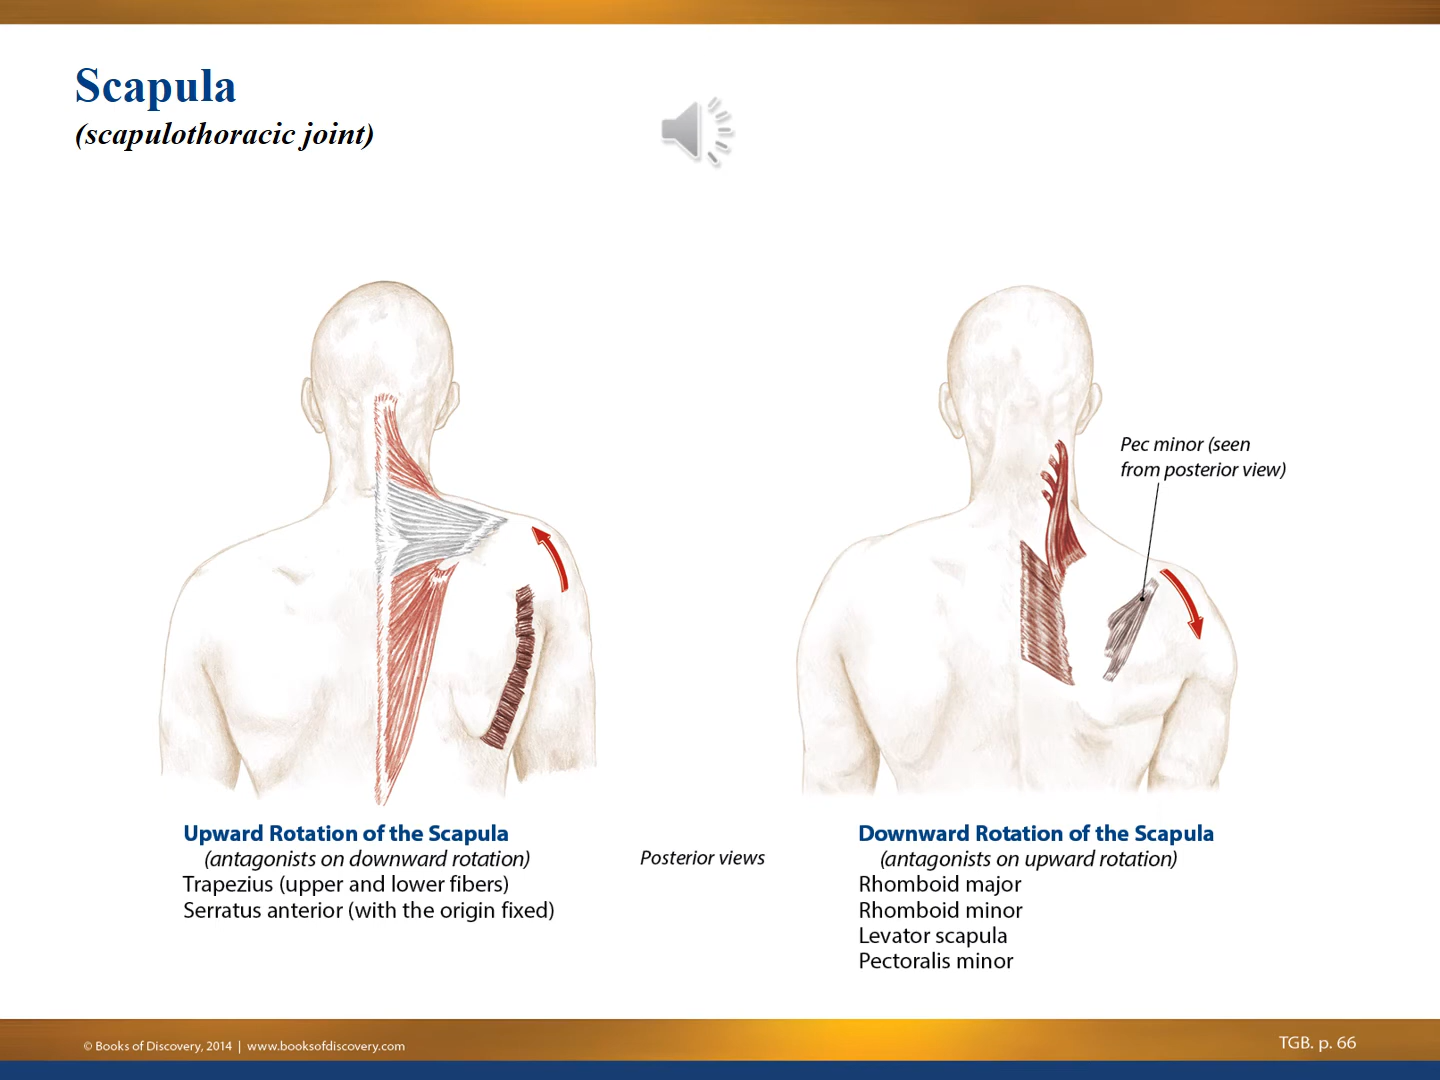 Scapula
(scapulothoracic joint)
Pec minor (seen
from posterior view)
Upward Rotation of the Scapula
(antagonists on downward rotation)
Trapezius (upper and lower fibers)
Serratus anterior (with the origin fixed)
Posterior views
Downward Rotation of the Scapula
(antagonists on upward rotation)
Rhomboid major
Rhomboid minor
Levator scapula
Pectoralis minor
© Books of Discovery, 2014 | www.booksofdiscovery.com
TGB. p. 66